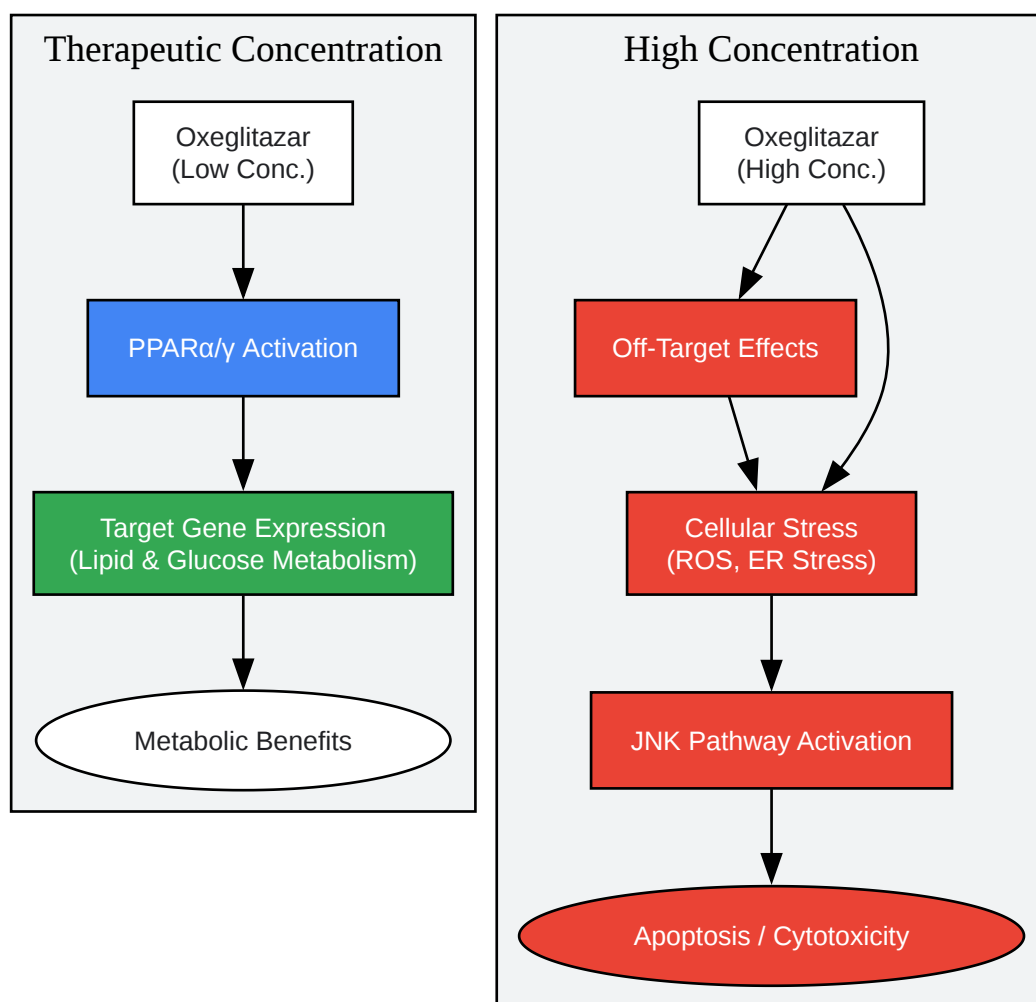 Therapeutic Concentration
Oxeglitazar
(Low Conc.)
PPARα/γ Activation
Target Gene Expression
(Lipid & Glucose Metabolism)
Metabolic Benefits
High Concentration
Oxeglitazar
(High Conc.)
Off-Target Effects
Cellular Stress
(ROS, ER Stress)
JNK Pathway Activation
Apoptosis / Cytotoxicity